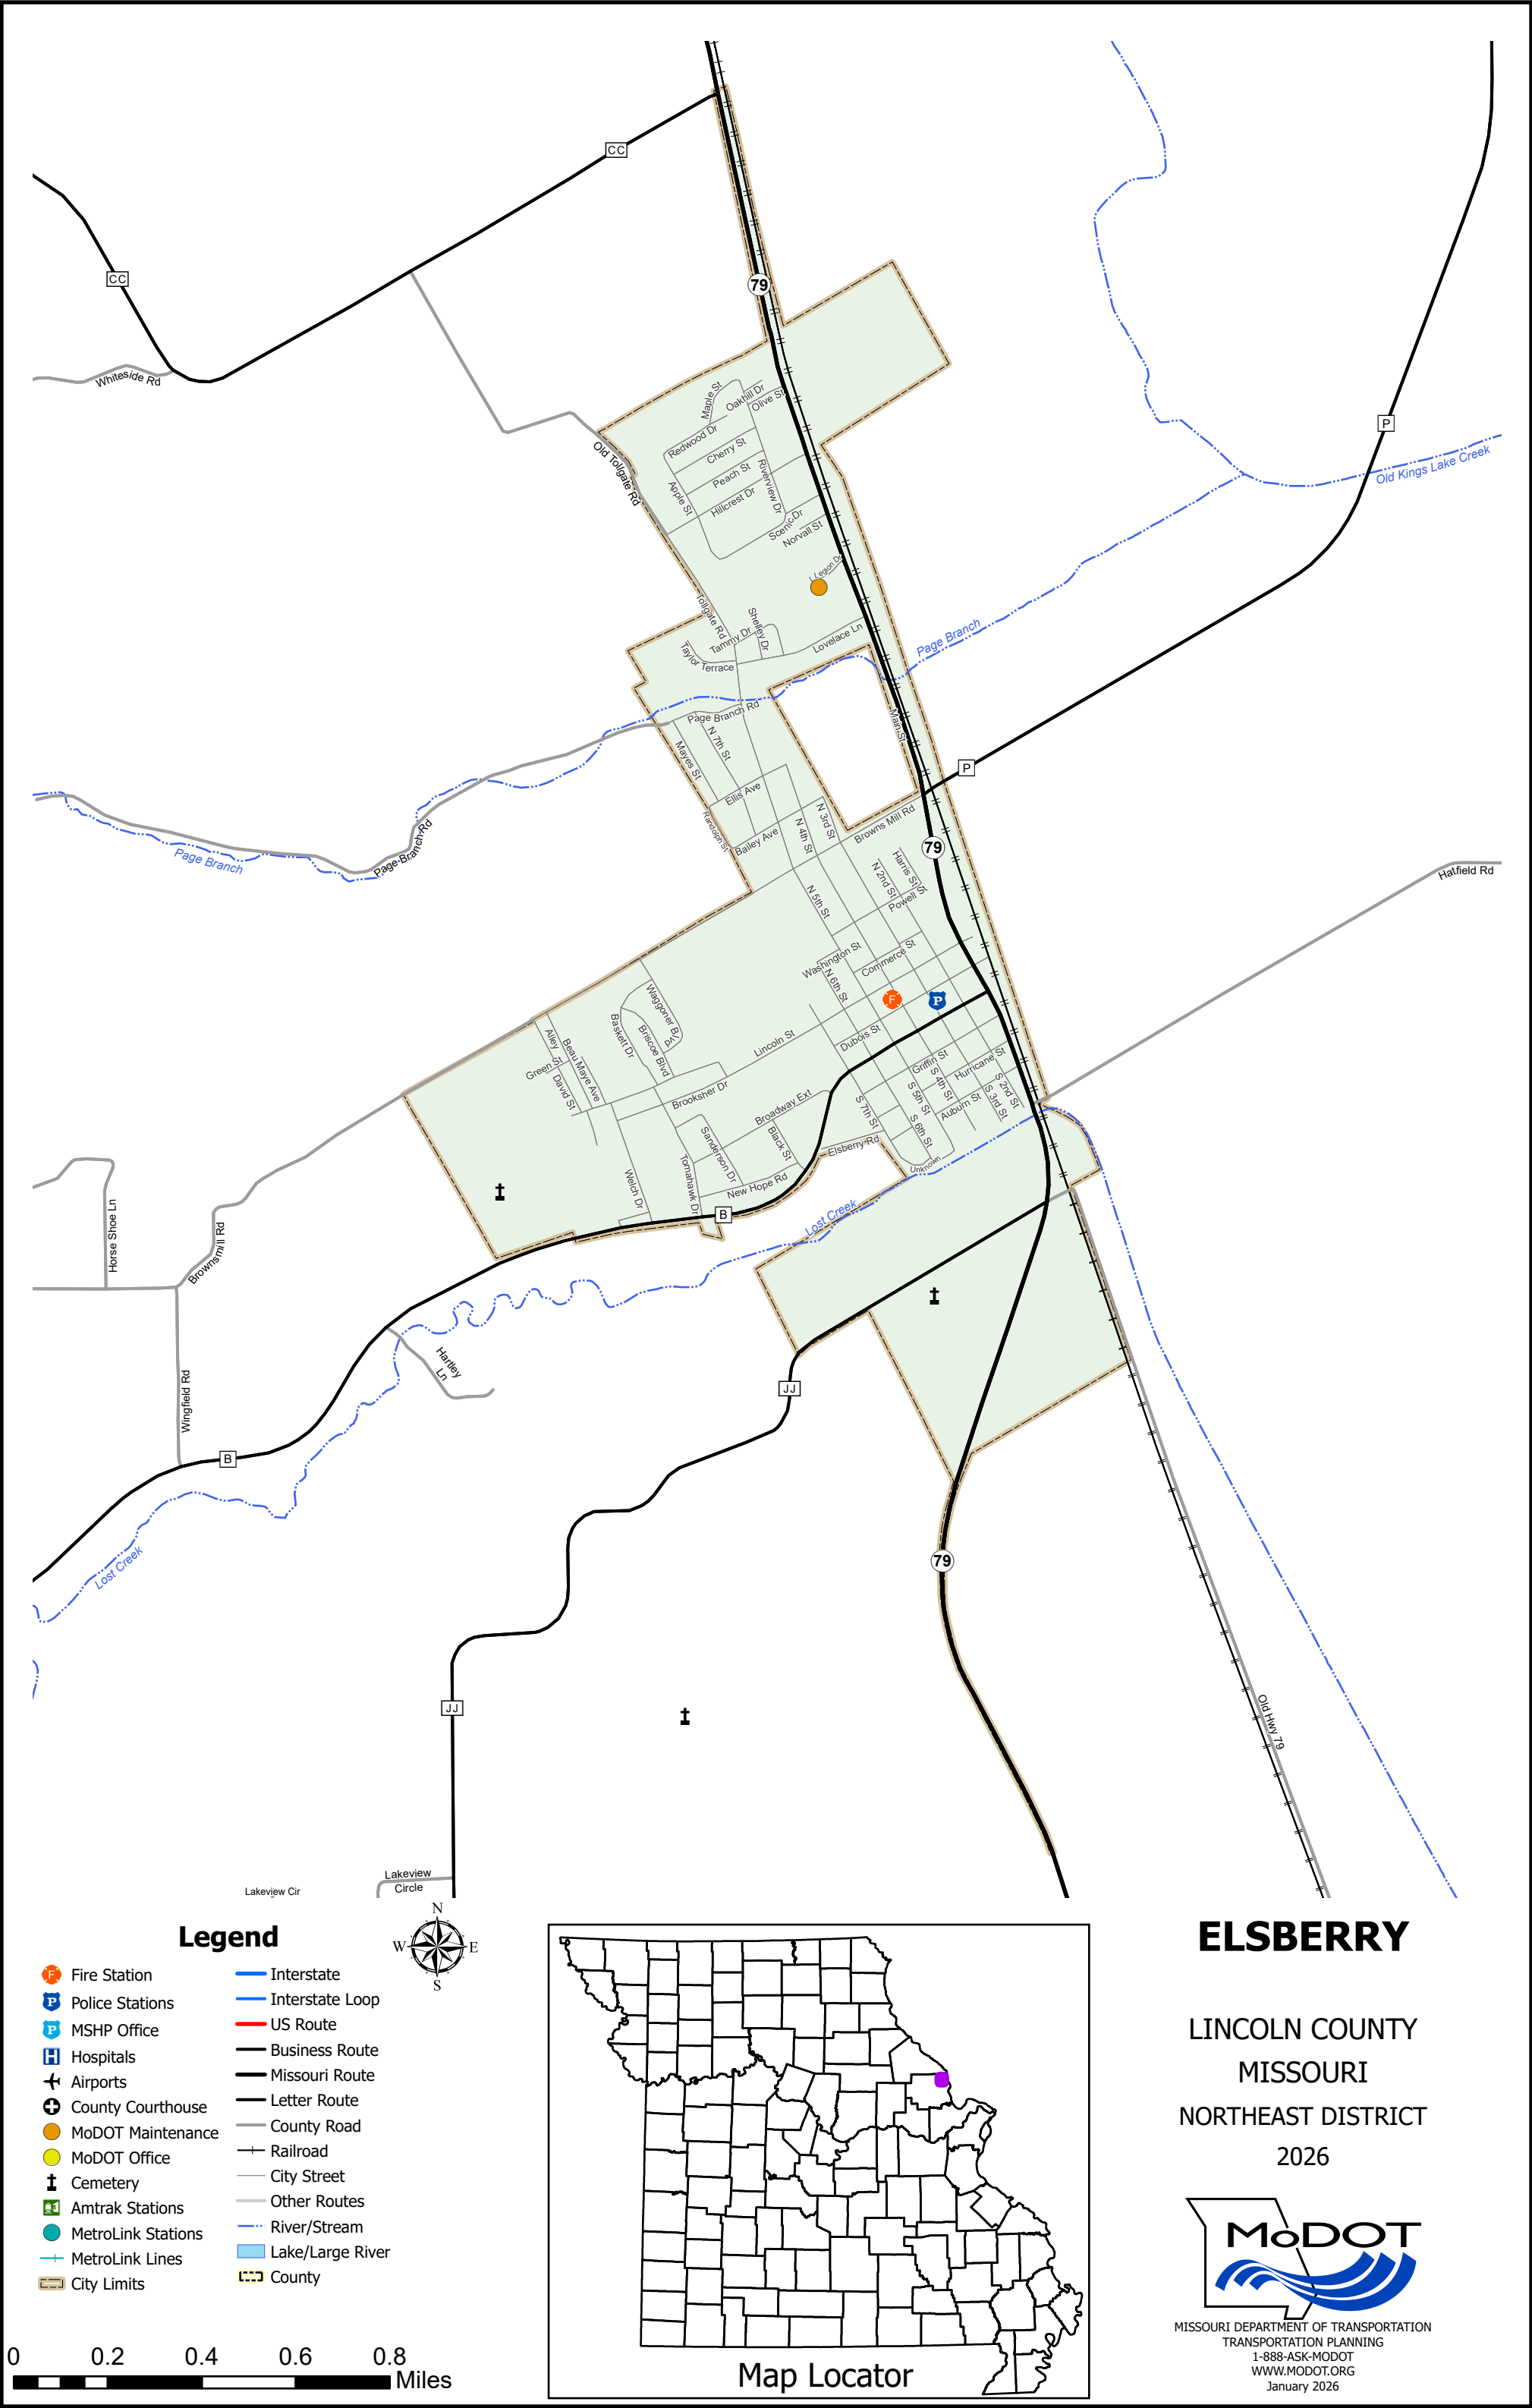 CC
CC
79
Whiteside Rd
Maple St
Oakhill Dr
Olive St
Redwood Dr
Cherry St
Peach St
Apple St
Hillcrest Dr
Riverview Dr
Scenic Dr
Norvall St
Legion Dr
Old Tollgate Rd
P
Old Kings Lake Creek
Tollgate Rd
Tammy Dr
Shelley Dr
Lovelace Ln
Taylor Terrace
Page Branch
Page Branch Rd
Main St
N 7th St
Mayes St
P
Ellis Ave
Randolph St
Bailey Ave
N 4th St
N 3rd St
Browns Mill Rd
79
Page Branch
Page Branch Rd
Hatfield Rd
Harris St
N 2nd St
Powell St
N 5th St
Washington St
Commerce St
N 6th St
F
P
Waggoner Blvd
Baskett Dr
Briscoe Blvd
Lincoln St
Dubois St
Alley
Beau Maye Ave
Green St
David St
Griffin St
Hurricane St
S 4th St
S 2nd St
S 3rd St
S 5th St
Auburn St
Brooksher Dr
Broadway Ext
S 7th St
S 6th St
Black St
Elsberry Rd
Unknown
Sanderson Dr
Tomahawk Dr
Welch Dr
New Hope Rd
B
Lost Creek
Horse Shoe Ln
Brownsmill Rd
Hartley
Ln
Wingfield Rd
B
JJ
Lost Creek
79
JJ
Old Hwy 79
Lakeview
Circle
Lakeview Cir
Legend
N
W E
S
F Fire Station
P Police Stations
P MSHP Office
H Hospitals
Airports
County Courthouse
MoDOT Maintenance
MoDOT Office
Cemetery
Amtrak Stations
MetroLink Stations
MetroLink Lines
City Limits
Interstate
Interstate Loop
US Route
Business Route
Missouri Route
Letter Route
County Road
Railroad
City Street
Other Routes
River/Stream
Lake/Large River
County
0 0.2 0.4 0.6 0.8
Miles
Map Locator
ELSBERRY
LINCOLN COUNTY
MISSOURI
NORTHEAST DISTRICT
2026
MoDOT
MISSOURI DEPARTMENT OF TRANSPORTATION
TRANSPORTATION PLANNING
1-888-ASK-MODOT
WWW.MODOT.ORG
January 2026